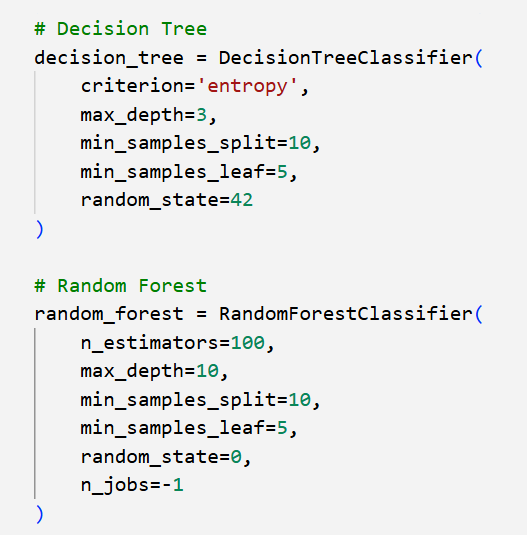 # Decision Tree
decision_tree = DecisionTreeClassifier(
    criterion='entropy',
    max_depth=3,
    min_samples_split=10,
    min_samples_leaf=5,
    random_state=42
)

# Random Forest
random_forest = RandomForestClassifier(
    n_estimators=100,
    max_depth=10,
    min_samples_split=10,
    min_samples_leaf=5,
    random_state=0,
    n_jobs=-1
)